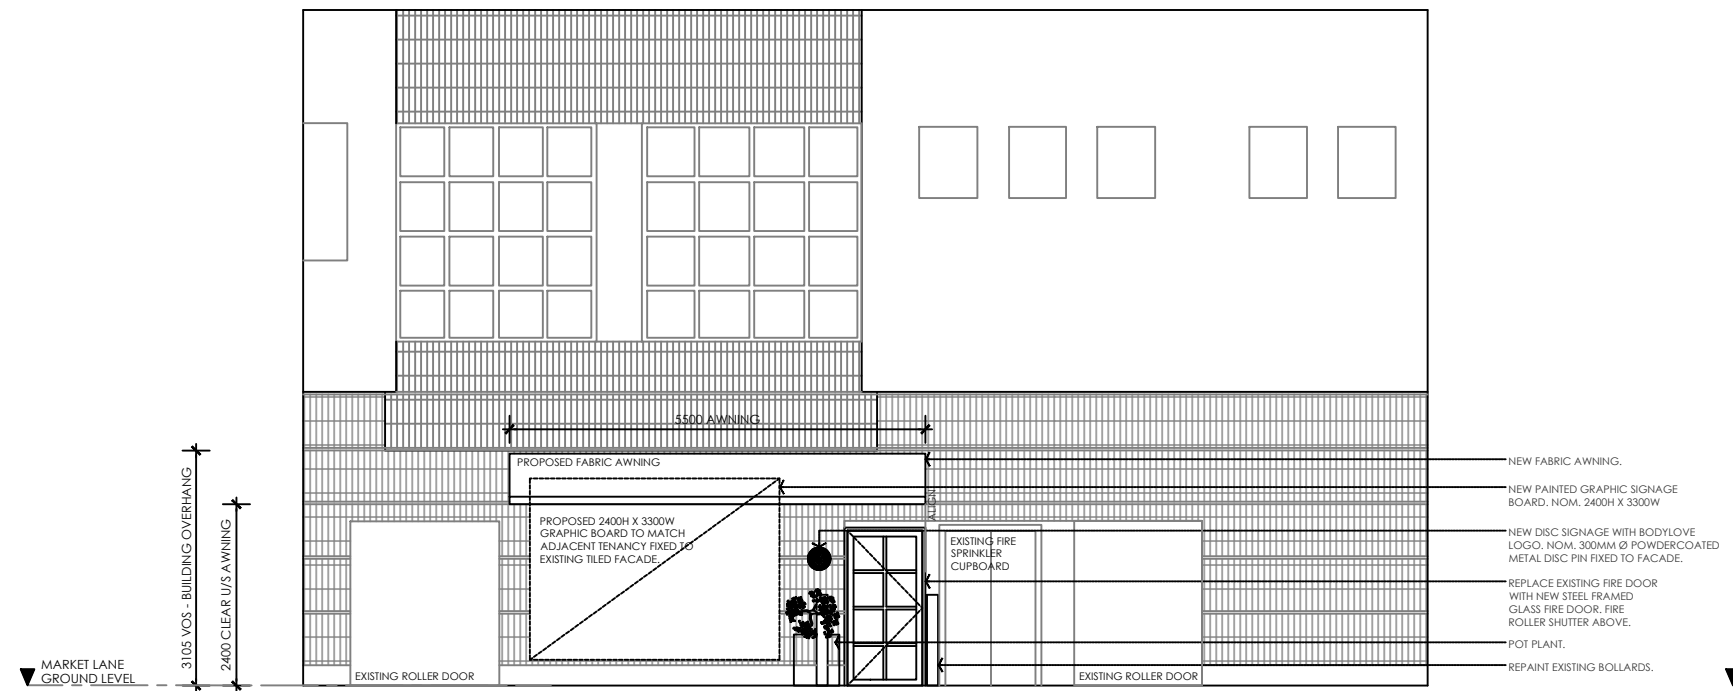 5500 AWNING
PROPOSED FABRIC AWNING
PROPOSED 2400H X 3300W
GRAPHIC BOARD TO MATCH
ADJACENT TENANCY FIXED TO
EXISTING TILED FACADE.
ALIGN
EXISTING FIRE
SPRINKLER
CUPBOARD
EXISTING ROLLER DOOR
EXISTING ROLLER DOOR
3105 VOS - BUILDING OVERHANG
2400 CLEAR U/S AWNING
MARKET LANE
GROUND LEVEL
NEW FABRIC AWNING.
NEW PAINTED GRAPHIC SIGNAGE
BOARD. NOM. 2400H X 3300W
NEW DISC SIGNAGE WITH BODYLOVE
LOGO. NOM. 300MM Ø POWDERCOATED
METAL DISC PIN FIXED TO FACADE.
REPLACE EXISTING FIRE DOOR
WITH NEW STEEL FRAMED
GLASS FIRE DOOR. FIRE
ROLLER SHUTTER ABOVE.
POT PLANT.
REPAINT EXISTING BOLLARDS.